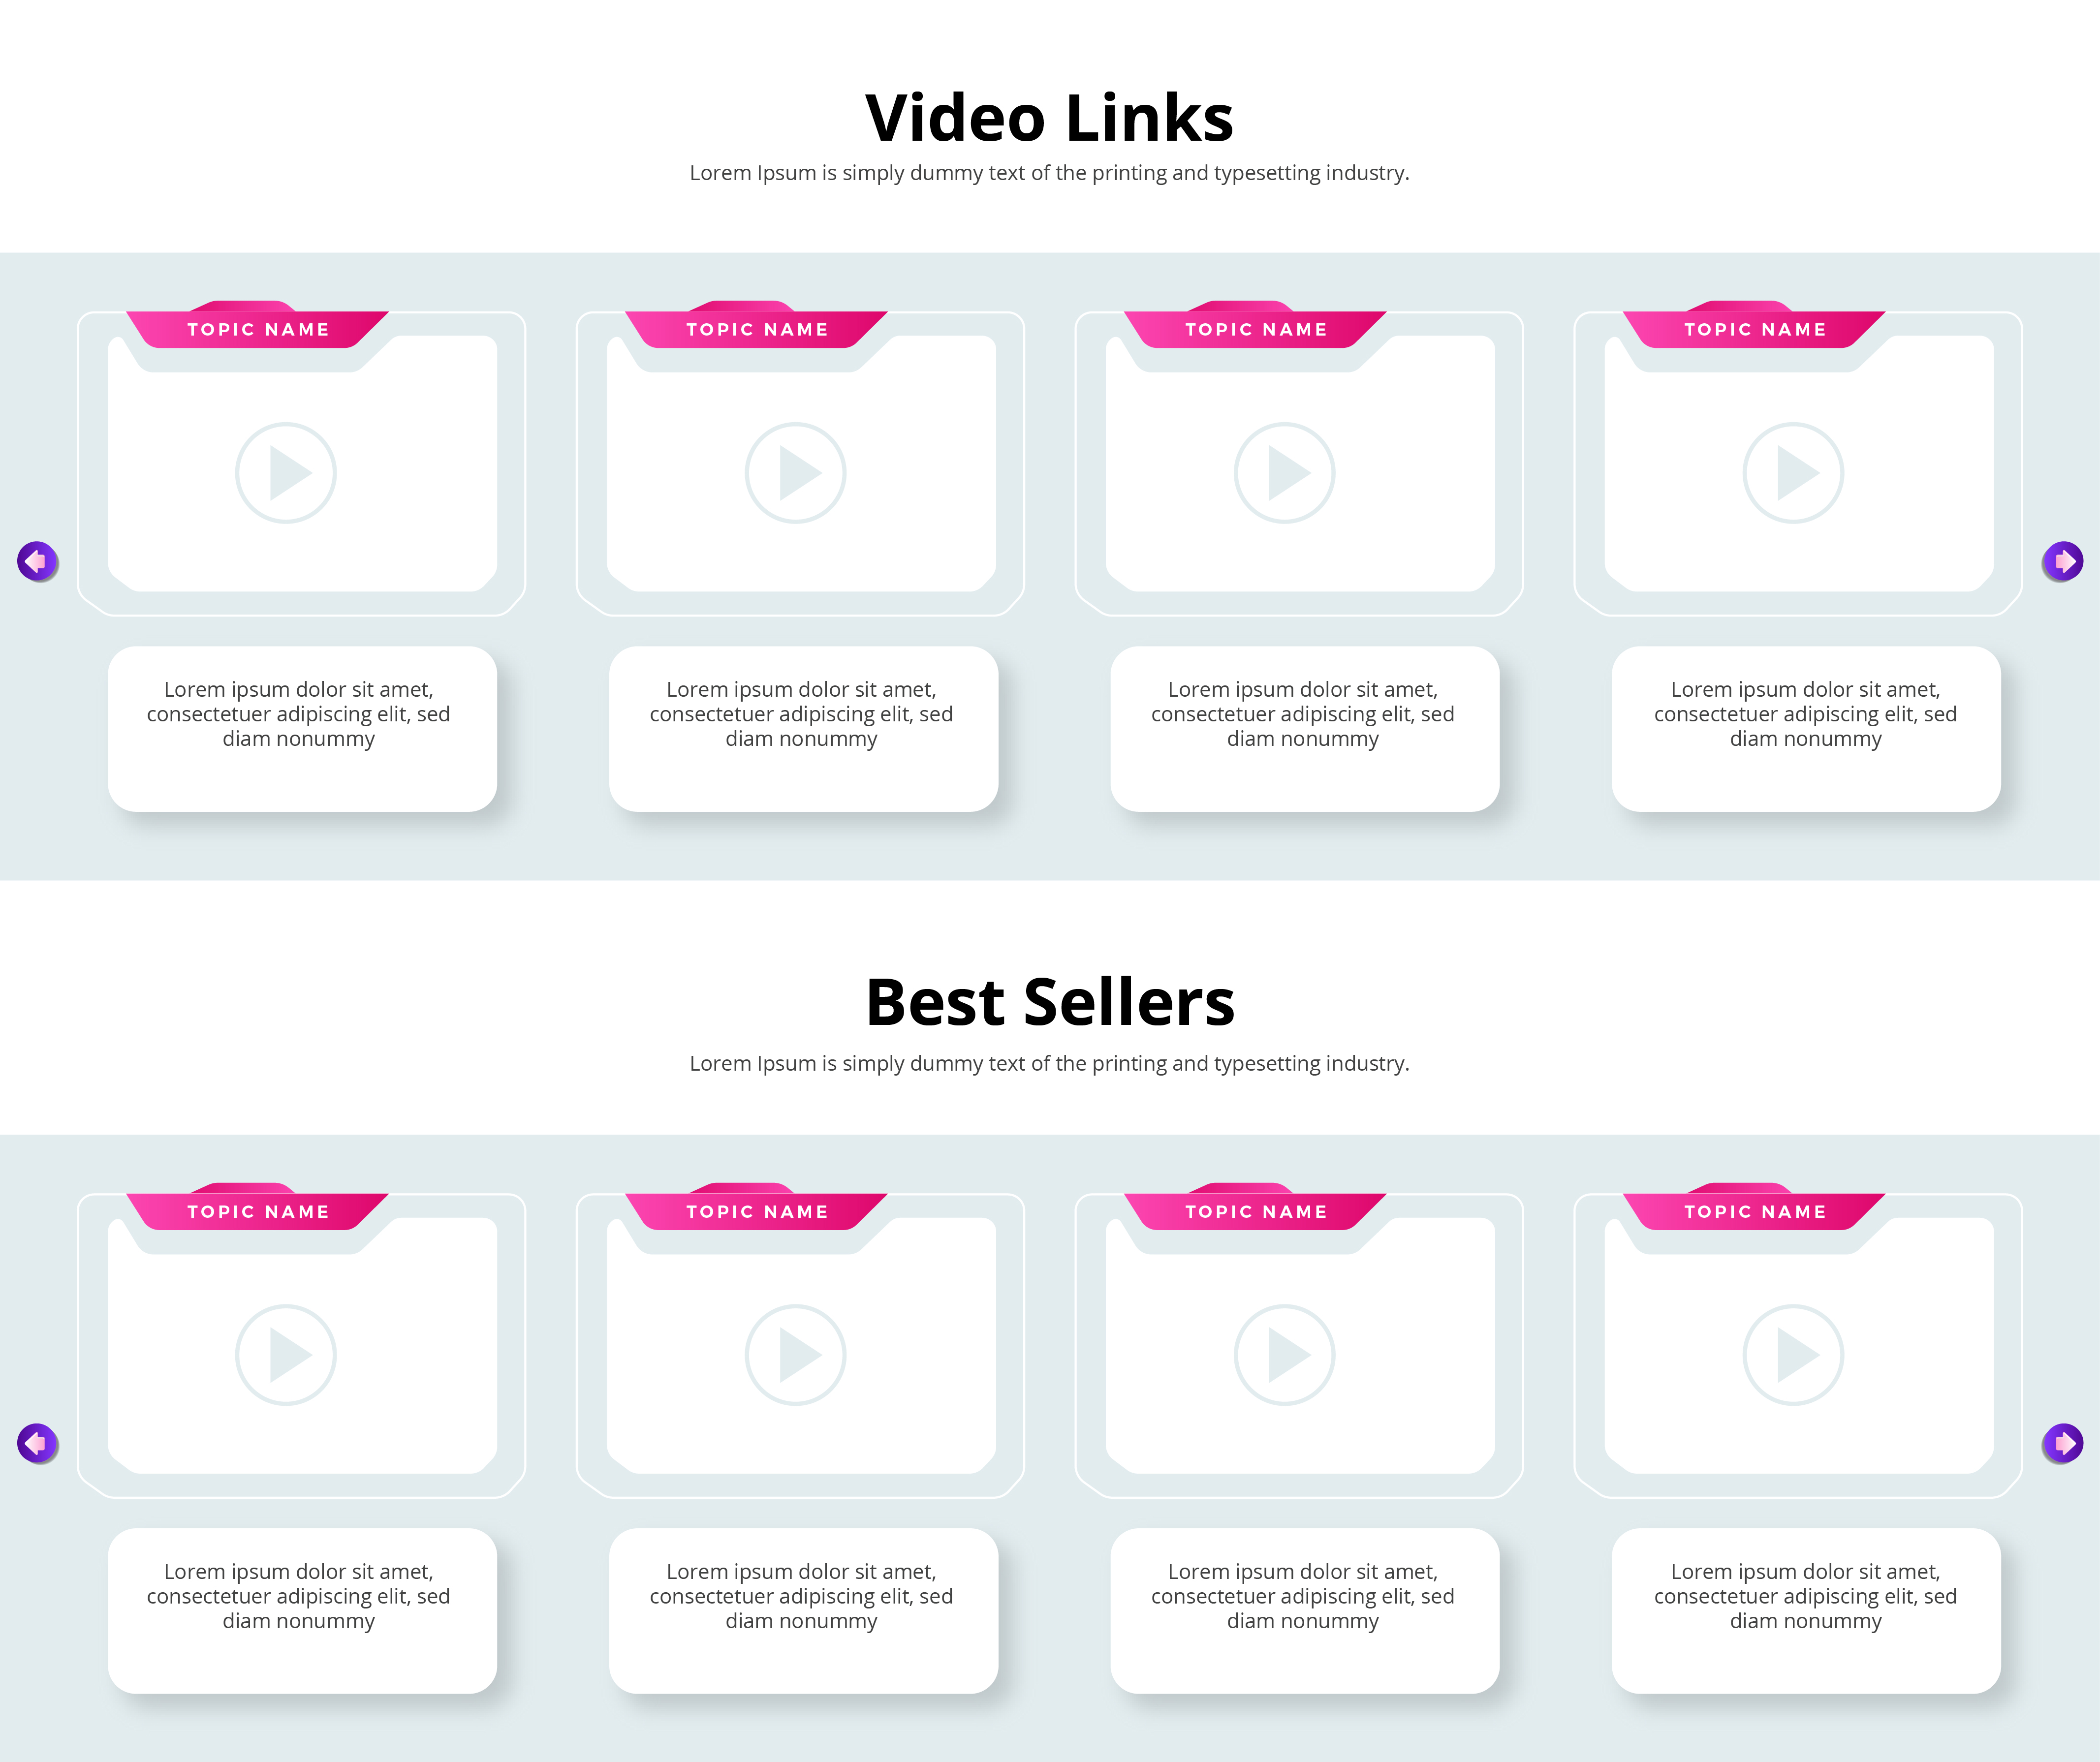 Video Links
Lorem Ipsum is simply dummy text of the printing and typesetting industry.
TOPIC NAME
TOPIC NAME
TOPIC NAME
TOPIC NAME
Lorem ipsum dolor sit amet,
consectetuer adipiscing elit, sed
diam nonummy
Lorem ipsum dolor sit amet,
consectetuer adipiscing elit, sed
diam nonummy
Lorem ipsum dolor sit amet,
consectetuer adipiscing elit, sed
diam nonummy
Lorem ipsum dolor sit amet,
consectetuer adipiscing elit, sed
diam nonummy
Best Sellers
Lorem Ipsum is simply dummy text of the printing and typesetting industry.
TOPIC NAME
TOPIC NAME
TOPIC NAME
TOPIC NAME
Lorem ipsum dolor sit amet,
consectetuer adipiscing elit, sed
diam nonummy
Lorem ipsum dolor sit amet,
consectetuer adipiscing elit, sed
diam nonummy
Lorem ipsum dolor sit amet,
consectetuer adipiscing elit, sed
diam nonummy
Lorem ipsum dolor sit amet,
consectetuer adipiscing elit, sed
diam nonummy